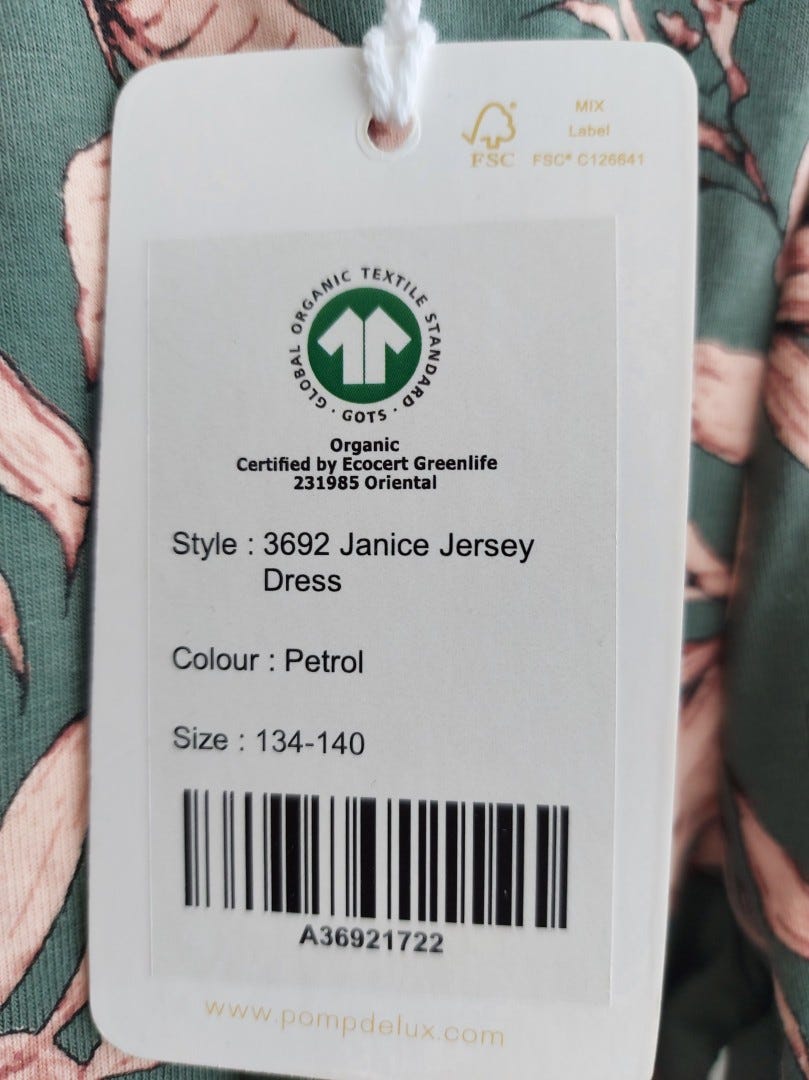 MIX
Label
FSC® FSC® C126641
GLOBAL ORGANIC TEXTILE STANDARD · GOTS ·
Organic
Certified by Ecocert Greenlife
231985 Oriental
Style : 3692 Janice Jersey
Dress
Colour : Petrol
Size : 134-140
A36921722
www.pompdelux.com